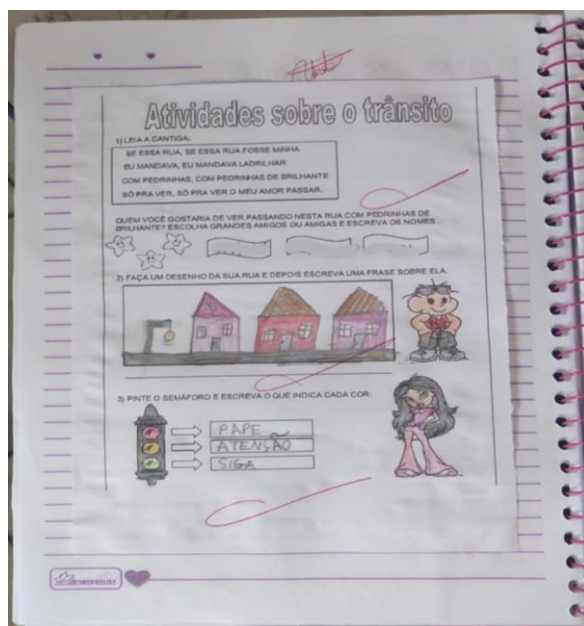 Atividades sobre o trânsito
1) LEIA A CANTIGA:
SE ESSA RUA, SE ESSA RUA FOSSE MINHA
EU MANDAVA, EU MANDAVA LADRILHAR
COM PEDRINHAS, COM PEDRINHAS DE BRILHANTE
SÓ PRA VER, SÓ PRA VER O MEU AMOR PASSAR.
QUEM VOCÊ GOSTARIA DE VER PASSANDO NESTA RUA COM PEDRINHAS DE
BRILHANTE? ESCOLHA GRANDES AMIGOS OU AMIGAS E ESCREVA OS NOMES.
2) FAÇA UM DESENHO DA SUA RUA E DEPOIS ESCREVA UMA FRASE SOBRE ELA.
3) PINTE O SEMÁFORO E ESCREVA O QUE INDICA CADA COR:
PAPE
ATENÇÃO
SIGA